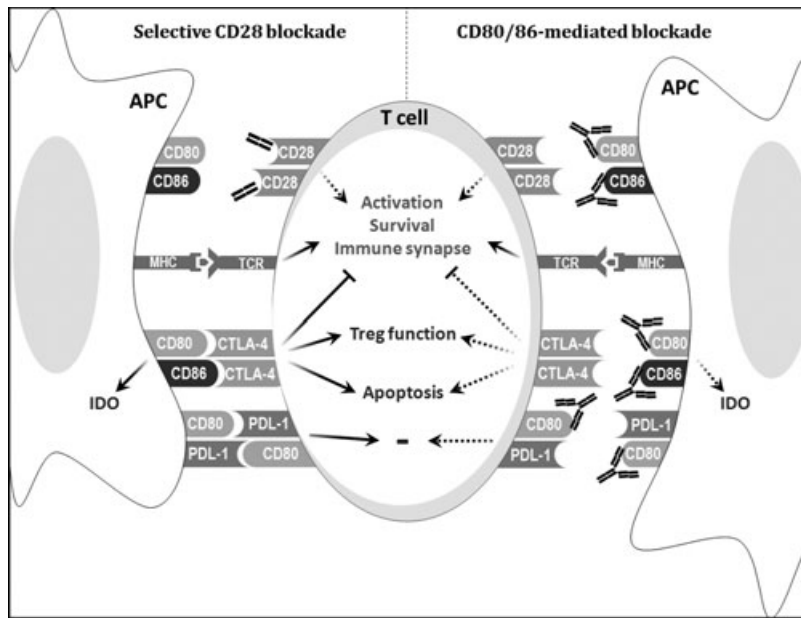 Selective CD28 blockade
CD80/86-mediated blockade
APC
APC
T cell
CD80
CD28
CD28
CD80
CD86
CD28
CD28
CD86
Activation
Survival
Immune synapse
MHC
TCR
TCR
MHC
CD80
CTLA-4
Treg function
CTLA-4
CD80
CD86
CTLA-4
CTLA-4
CD86
IDO
Apoptosis
IDO
CD80
PDL-1
CD80
PDL-1
PDL-1
CD80
-
PDL-1
CD80